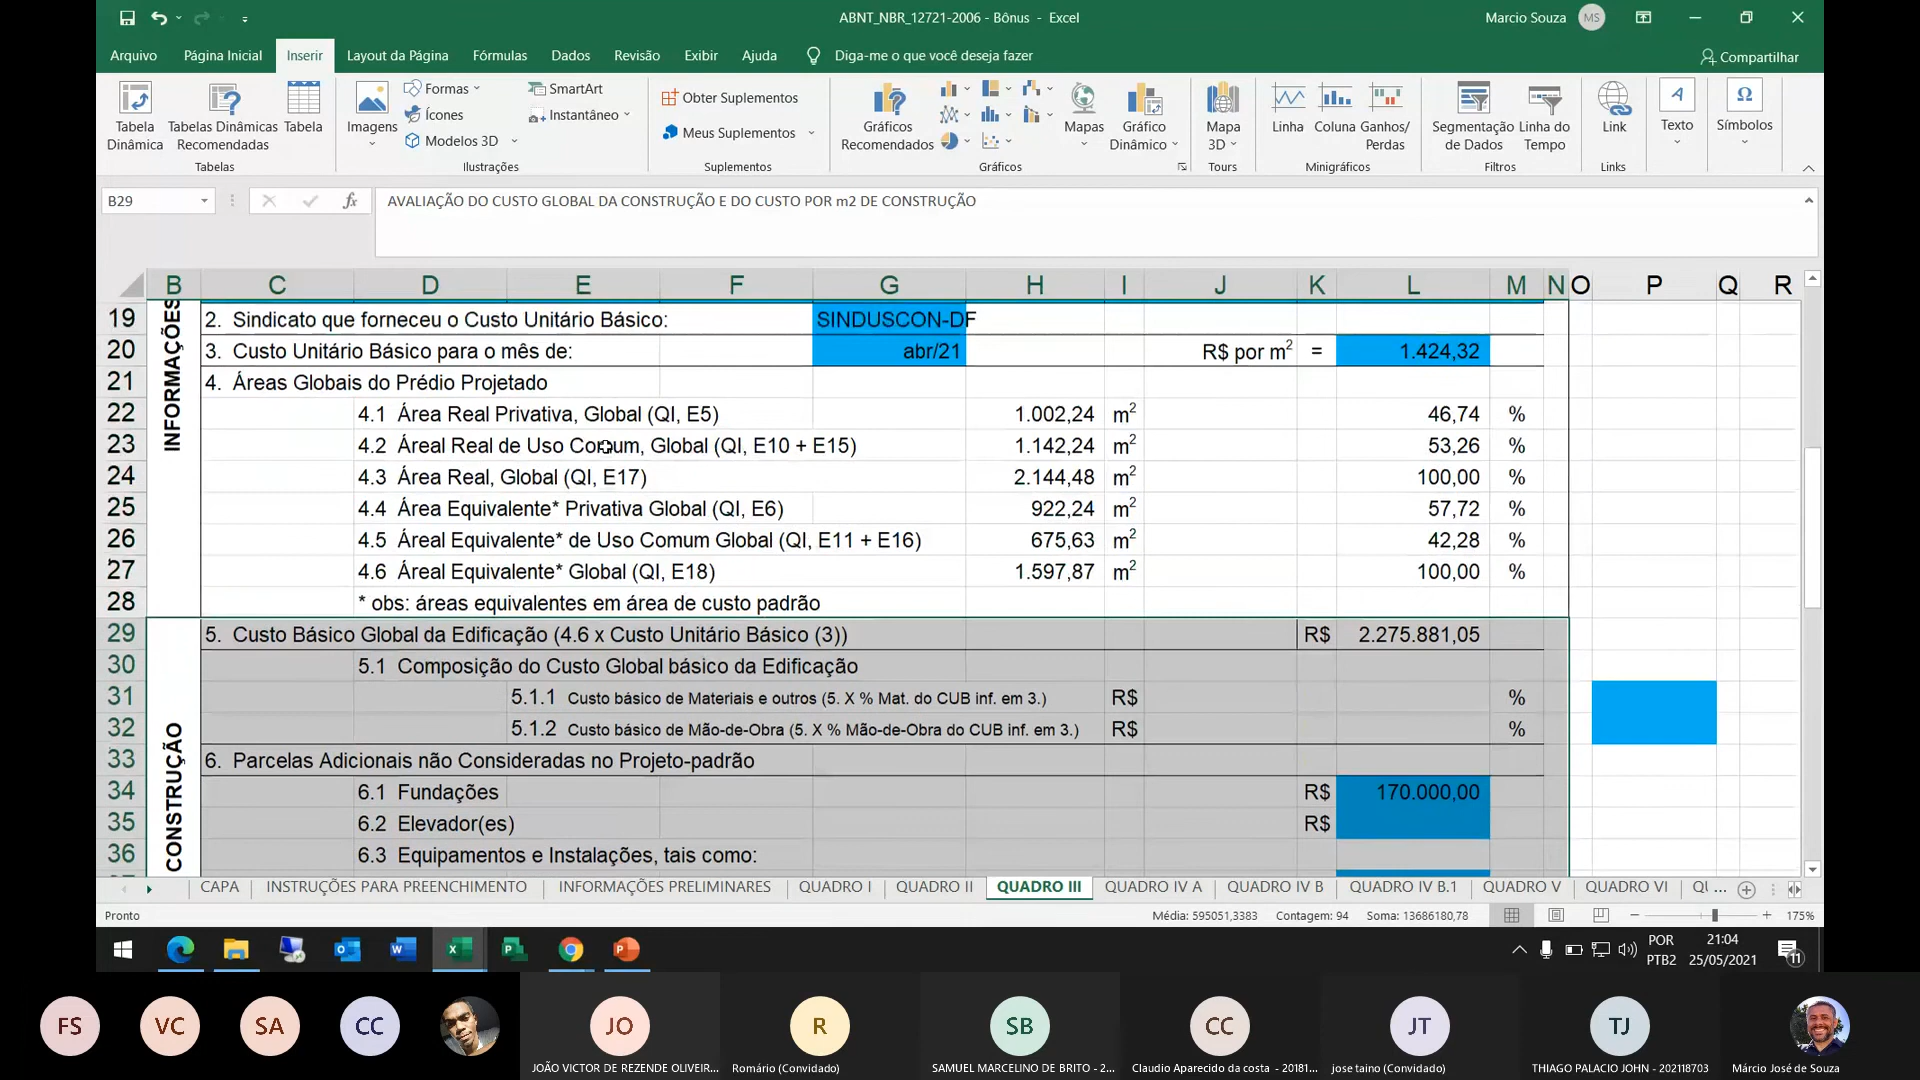 ABNT_NBR_12721-2006 - Bônus - Excel
Marcio Souza
MS
Arquivo
Página Inicial
Inserir
Layout da Página
Fórmulas
Dados
Revisão
Exibir
Ajuda
Diga-me o que você deseja fazer
Compartilhar
Tabela Dinâmica
Tabelas Dinâmicas Recomendadas
Tabela
Tabelas
Imagens
Formas
Ícones
Modelos 3D
SmartArt
Instantâneo
Ilustrações
Obter Suplementos
Meus Suplementos
Suplementos
Gráficos Recomendados
Mapas
Gráfico Dinâmico
Gráficos
Mapa 3D
Tours
Linha
Coluna
Ganhos/ Perdas
Minigráficos
Segmentação de Dados
Linha do Tempo
Filtros
Link
Links
Texto
Símbolos
B29
fx
AVALIAÇÃO DO CUSTO GLOBAL DA CONSTRUÇÃO E DO CUSTO POR m2 DE CONSTRUÇÃO
B C D E F G H I J K L M N O P Q R
INFORMAÇÕES
19 2. Sindicato que forneceu o Custo Unitário Básico: SINDUSCON-DF
20 3. Custo Unitário Básico para o mês de: abr/21 R$ por m² = 1.424,32
21 4. Áreas Globais do Prédio Projetado
22 4.1 Área Real Privativa, Global (QI, E5) 1.002,24 m² 46,74 %
23 4.2 Áreal Real de Uso Comum, Global (QI, E10 + E15) 1.142,24 m² 53,26 %
24 4.3 Área Real, Global (QI, E17) 2.144,48 m² 100,00 %
25 4.4 Área Equivalente* Privativa Global (QI, E6) 922,24 m² 57,72 %
26 4.5 Áreal Equivalente* de Uso Comum Global (QI, E11 + E16) 675,63 m² 42,28 %
27 4.6 Áreal Equivalente* Global (QI, E18) 1.597,87 m² 100,00 %
28 * obs: áreas equivalentes em área de custo padrão
CONSTRUÇÃO
29 5. Custo Básico Global da Edificação (4.6 x Custo Unitário Básico (3)) R$ 2.275.881,05
30 5.1 Composição do Custo Global básico da Edificação
31 5.1.1 Custo básico de Materiais e outros (5. X % Mat. do CUB inf. em 3.) R$ %
32 5.1.2 Custo básico de Mão-de-Obra (5. X % Mão-de-Obra do CUB inf. em 3.) R$ %
33 6. Parcelas Adicionais não Consideradas no Projeto-padrão
34 6.1 Fundações R$ 170.000,00
35 6.2 Elevador(es) R$
36 6.3 Equipamentos e Instalações, tais como:
CAPA
INSTRUÇÕES PARA PREENCHIMENTO
INFORMAÇÕES PRELIMINARES
QUADRO I
QUADRO II
QUADRO III
QUADRO IV A
QUADRO IV B
QUADRO IV B.1
QUADRO V
QUADRO VI
QU ...
Pronto
Média: 595051,3383 Contagem: 94 Soma: 13686180,78
175%
POR
PTB2
21:04
25/05/2021
11
FS
VC
SA
CC
JO
R
SB
CC
JT
TJ
JOÃO VICTOR DE REZENDE OLIVEIR...
Romário (Convidado)
SAMUEL MARCELINO DE BRITO - 2...
Claudio Aparecido da costa - 20181...
jose taino (Convidado)
THIAGO PALACIO JOHN - 202118703
Márcio José de Souza